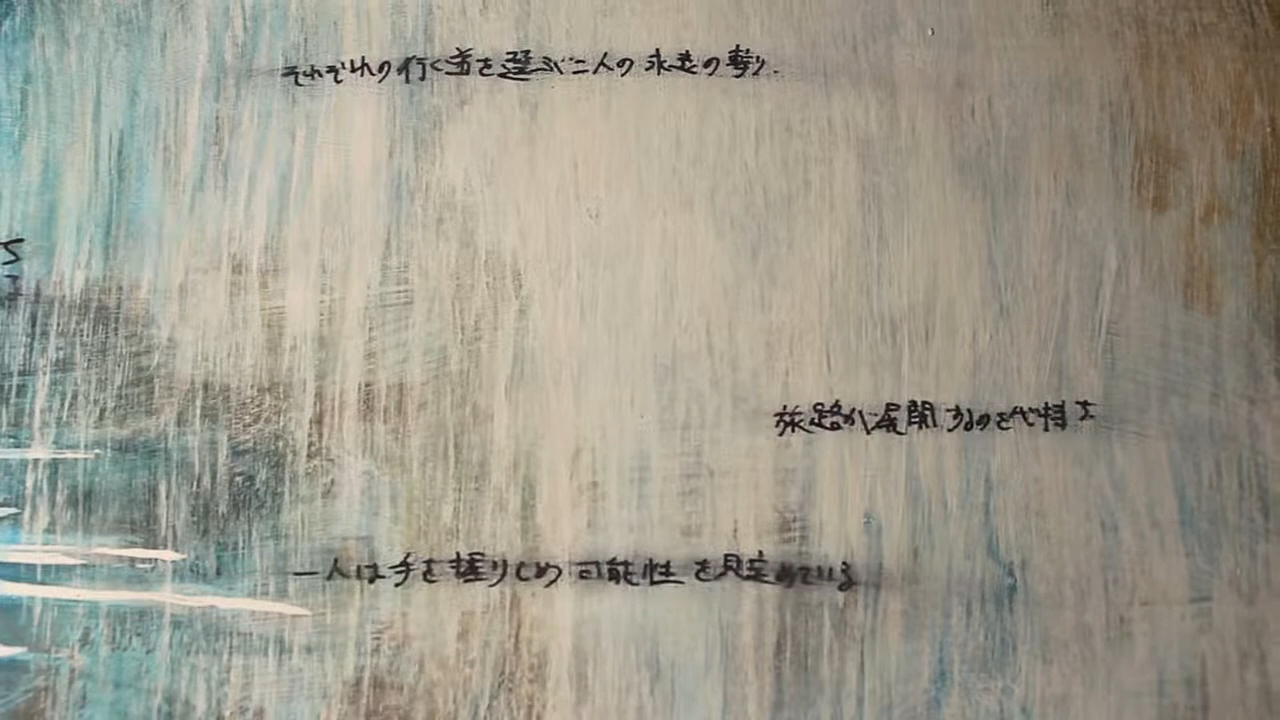 それぞれの行く道を選ぶ二人の永遠の誓い.
旅路が展開するのを待ちま
一人は手を握りしめ 可能性を見定めている